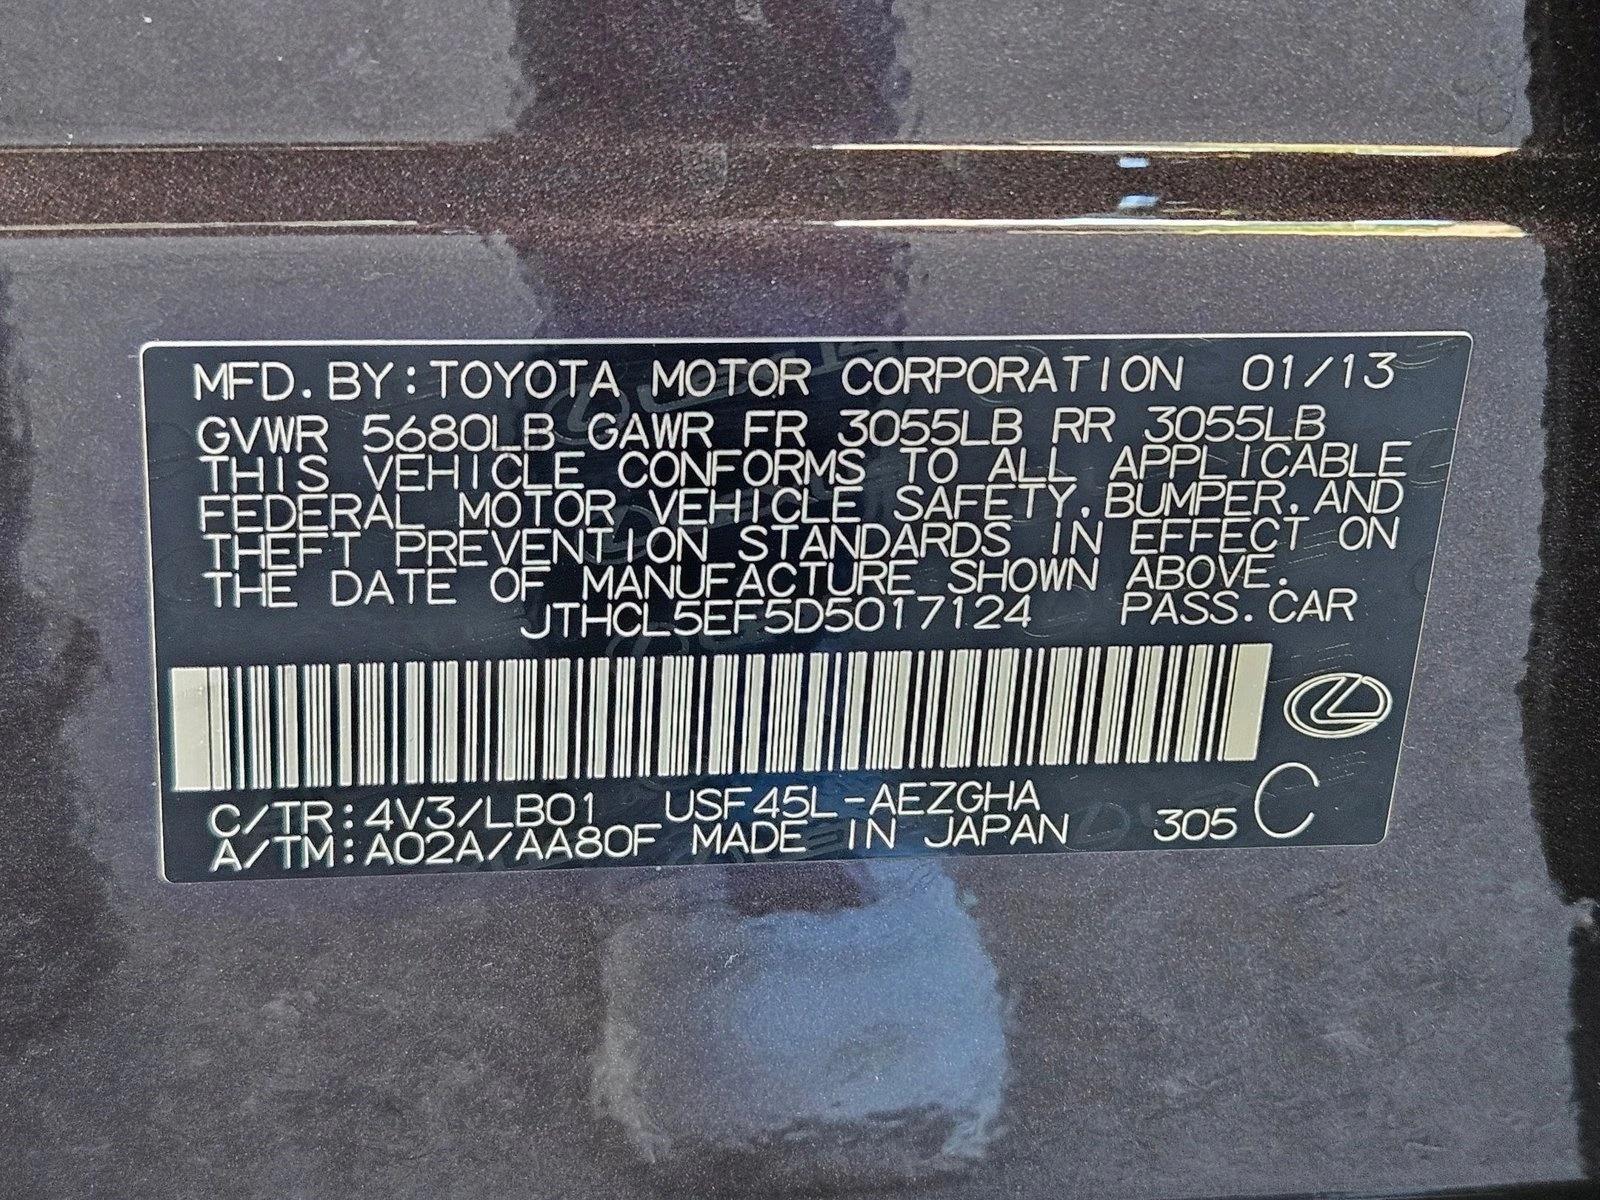 MFD. BY: TOYOTA MOTOR CORPORATION 01/13
GVWR 5680LB GAWR FR 3055LB RR 3055LB
THIS VEHICLE CONFORMS TO ALL APPLICABLE
FEDERAL MOTOR VEHICLE SAFETY, BUMPER, AND
THEFT PREVENTION STANDARDS IN EFFECT ON
THE DATE OF MANUFACTURE SHOWN ABOVE.
JTHCL5EF5D5017124 PASS. CAR
C/TR: 4V3/LB01 USF45L-AEZGHA
A/TM: A02A/AA80F MADE IN JAPAN 305 C